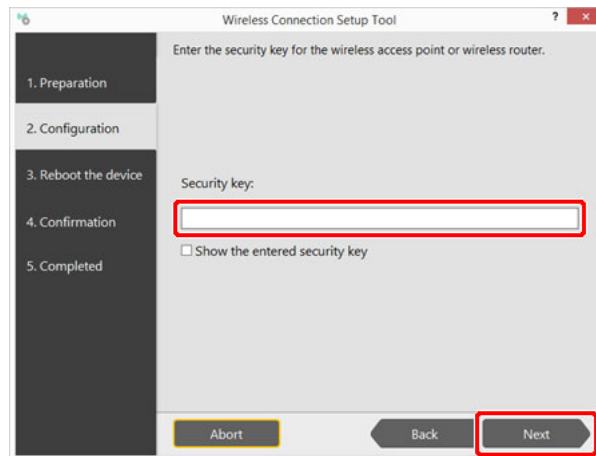 Wireless Connection Setup Tool
?
×
Enter the security key for the wireless access point or wireless router.
1. Preparation
2. Configuration
3. Reboot the device
4. Confirmation
5. Completed
Security key:
Show the entered security key
Abort
Back
Next